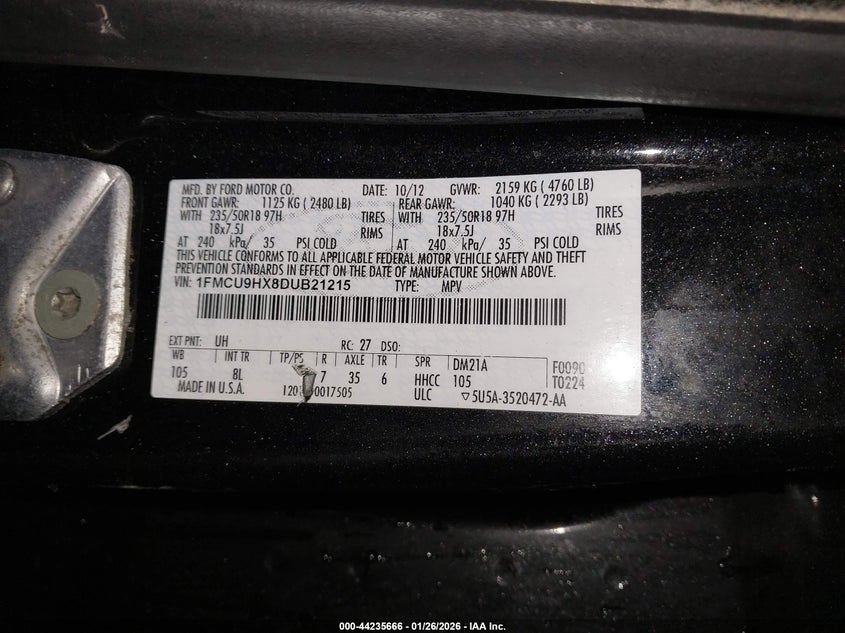 MFD. BY FORD MOTOR CO. DATE: 10/12 GVWR: 2159 KG ( 4760 LB)
FRONT GAWR: 1125 KG ( 2480 LB) REAR GAWR: 1040 KG ( 2293 LB)
WITH 235/50R18 97H TIRES WITH 235/50R18 97H TIRES
18x7.5J RIMS 18x7.5J RIMS
AT 240 kPa/ 35 PSI COLD AT 240 kPa/ 35 PSI COLD
THIS VEHICLE CONFORMS TO ALL APPLICABLE FEDERAL MOTOR VEHICLE SAFETY AND THEFT
PREVENTION STANDARDS IN EFFECT ON THE DATE OF MANUFACTURE SHOWN ABOVE.
VIN: 1FMCU9HX8DUB21215 TYPE: MPV
EXT PNT: UH RC: 27 DSO:
WB INT TR TP/PS R AXLE TR SPR DM21A F0090
105 8L 7 35 6 HHCC 105 T0224
MADE IN U.S.A. 0017505 ULC ▽5U5A-3520472-AA
000-44235666 - 01/26/2026 - IAA Inc.